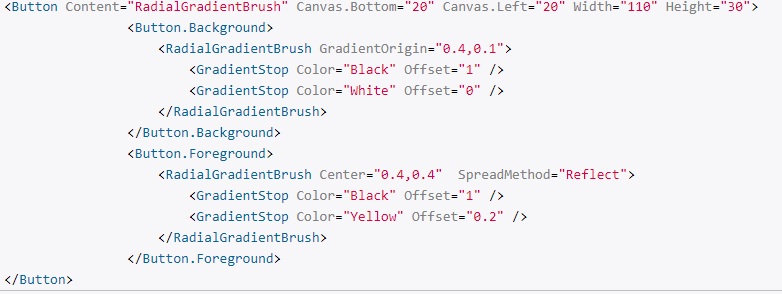 <Button Content="RadialGradientBrush" Canvas.Bottom="20" Canvas.Left="20" Width="110" Height="30">
<Button.Background>
<RadialGradientBrush GradientOrigin="0.4,0.1">
<GradientStop Color="Black" Offset="1" />
<GradientStop Color="White" Offset="0" />
</RadialGradientBrush>
</Button.Background>
<Button.Foreground>
<RadialGradientBrush Center="0.4,0.4"  SpreadMethod="Reflect">
<GradientStop Color="Black" Offset="1" />
<GradientStop Color="Yellow" Offset="0.2" />
</RadialGradientBrush>
</Button.Foreground>
</Button>